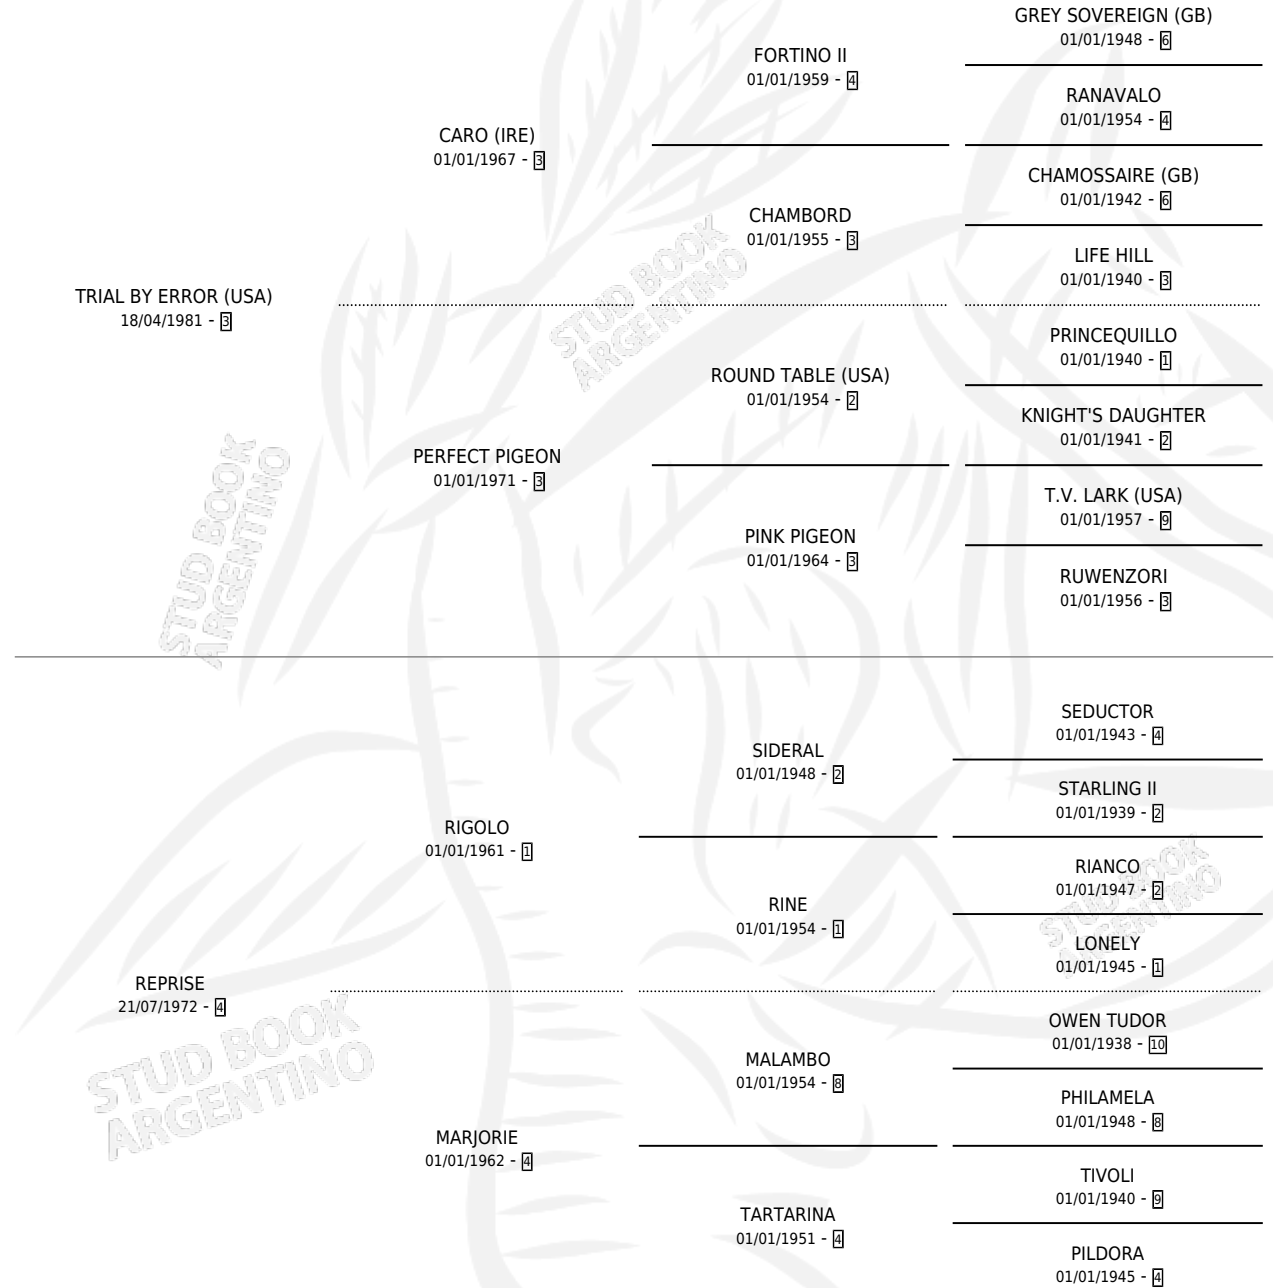 GREY SOVEREIGN (GB)
01/01/1948 - 6
FORTINO II
01/01/1959 - 4
RANAVALO
01/01/1954 - 4
CARO (IRE)
01/01/1967 - 3
CHAMOSSAIRE (GB)
01/01/1942 - 6
CHAMBORD
01/01/1955 - 3
LIFE HILL
01/01/1940 - 3
TRIAL BY ERROR (USA)
18/04/1981 - 3
PRINCEQUILLO
01/01/1940 - 1
ROUND TABLE (USA)
01/01/1954 - 2
KNIGHT'S DAUGHTER
01/01/1941 - 2
PERFECT PIGEON
01/01/1971 - 3
T.V. LARK (USA)
01/01/1957 - 9
PINK PIGEON
01/01/1964 - 3
RUWENZORI
01/01/1956 - 3
SEDUCTOR
01/01/1943 - 4
SIDERAL
01/01/1948 - 2
STARLING II
01/01/1939 - 2
RIGOLO
01/01/1961 - 1
RIANCO
01/01/1947 - 2
RINE
01/01/1954 - 1
LONELY
01/01/1945 - 1
REPRISE
21/07/1972 - 4
OWEN TUDOR
01/01/1938 - 10
MALAMBO
01/01/1954 - 8
PHILAMELA
01/01/1948 - 8
MARJORIE
01/01/1962 - 4
TIVOLI
01/01/1940 - 9
TARTARINA
01/01/1951 - 4
PILDORA
01/01/1945 - 4
STUD BOOK
ARGENTINO
STUD BOOK
ARGENTINO
STUD BOOK
ARGENTINO
STUD BOOK
ARGENTINO